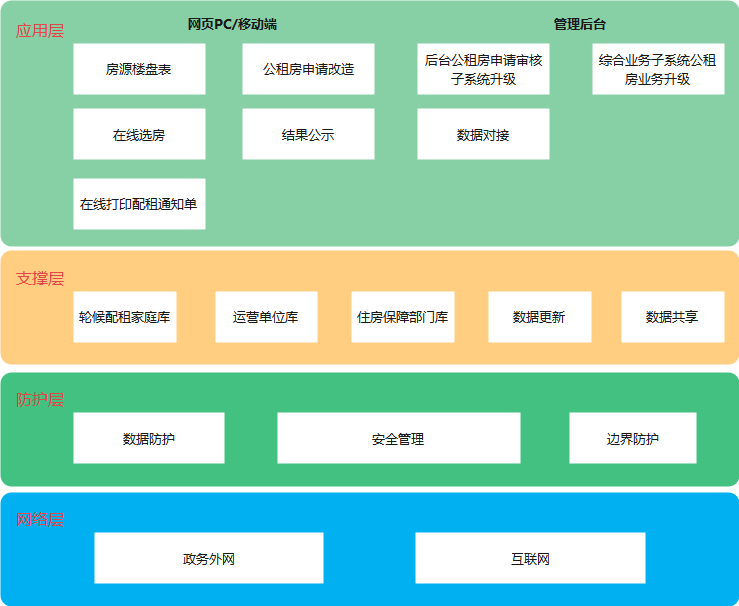 应用层
网页PC/移动端
管理后台
房源楼盘表
公租房申请改造
后台公租房申请审核
子系统升级
综合业务子系统公租
房业务升级
在线选房
结果公示
数据对接
在线打印配租通知单
支撑层
轮候配租家庭库
运营单位库
住房保障部门库
数据更新
数据共享
防护层
数据防护
安全管理
边界防护
网络层
政务外网
互联网